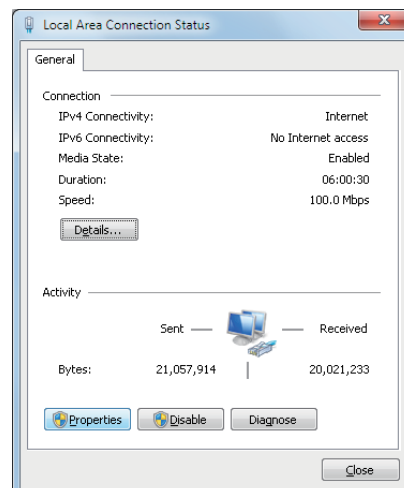 Local Area Connection Status
General
Connection
IPv4 Connectivity: Internet
IPv6 Connectivity: No Internet access
Media State: Enabled
Duration: 06:00:30
Speed: 100.0 Mbps
Details...
Activity
Sent Received
Bytes: 21,057,914 20,021,233
Properties Disable Diagnose
Close